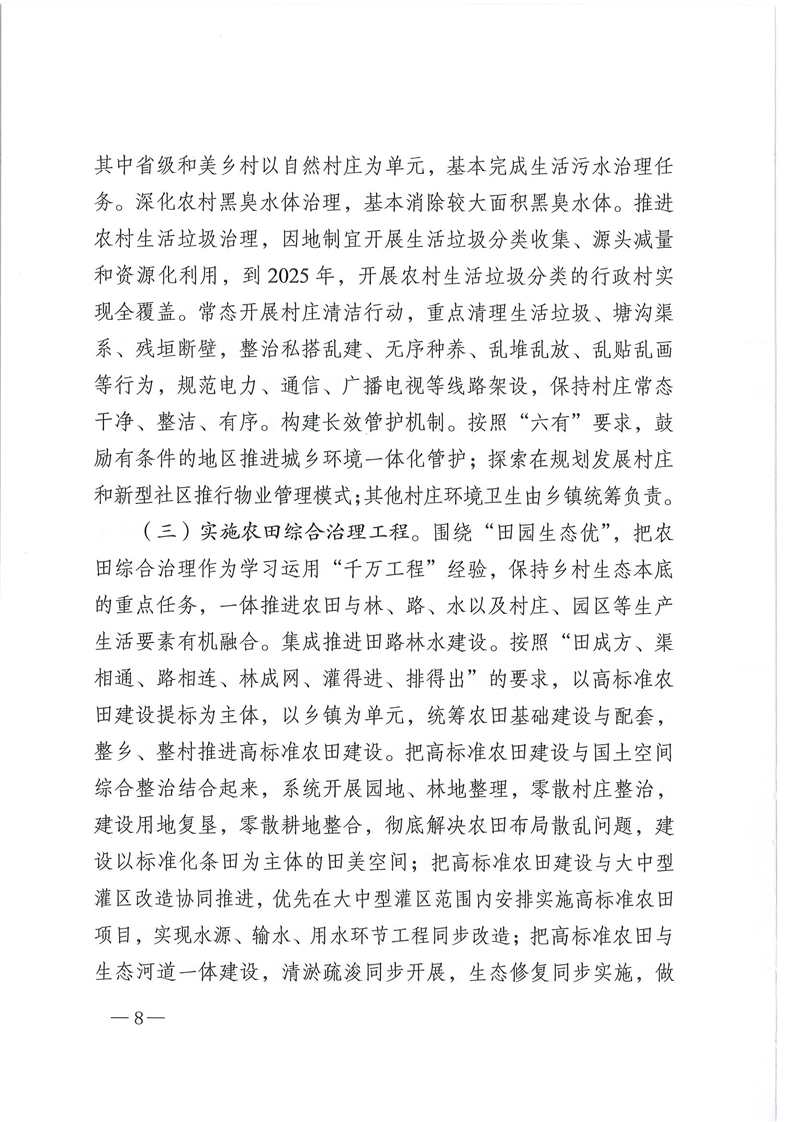 其中省级和美乡村以自然村庄为单元，基本完成生活污水治理任
务。深化农村黑臭水体治理，基本消除较大面积黑臭水体。推进
农村生活垃圾治理，因地制宜开展生活垃圾分类收集、源头减量
和资源化利用，到2025年，开展农村生活垃圾分类的行政村实
现全覆盖。常态开展村庄清洁行动，重点清理生活垃圾、塘沟渠
系、残垣断壁，整治私搭乱建、无序种养、乱堆乱放、乱贴乱画
等行为，规范电力、通信、广播电视等线路架设，保持村庄常态
干净、整洁、有序。构建长效管护机制。按照“六有”要求，鼓
励有条件的地区推进城乡环境一体化管护；探索在规划发展村庄
和新型社区推行物业管理模式；其他村庄环境卫生由乡镇统筹负责。
（三）实施农田综合治理工程。围绕“田园生态优”，把农
田综合治理作为学习运用“千万工程”经验，保持乡村生态本底
的重点任务，一体推进农田与林、路、水以及村庄、园区等生产
生活要素有机融合。集成推进田路林水建设。按照“田成方、渠
相通、路相连、林成网、灌得进、排得出”的要求，以高标准农
田建设提标为主体，以乡镇为单元，统筹农田基础建设与配套，
整乡、整村推进高标准农田建设。把高标准农田建设与国土空间
综合整治结合起来，系统开展园地、林地整理，零散村庄整治，
建设用地复垦，零散耕地整合，彻底解决农田布局散乱问题，建
设以标准化条田为主体的田美空间；把高标准农田建设与大中型
灌区改造协同推进，优先在大中型灌区范围内安排实施高标准农田
项目，实现水源、输水、用水环节工程同步改造；把高标准农田与
生态河道一体建设，清淤疏浚同步开展，生态修复同步实施，做
—8—